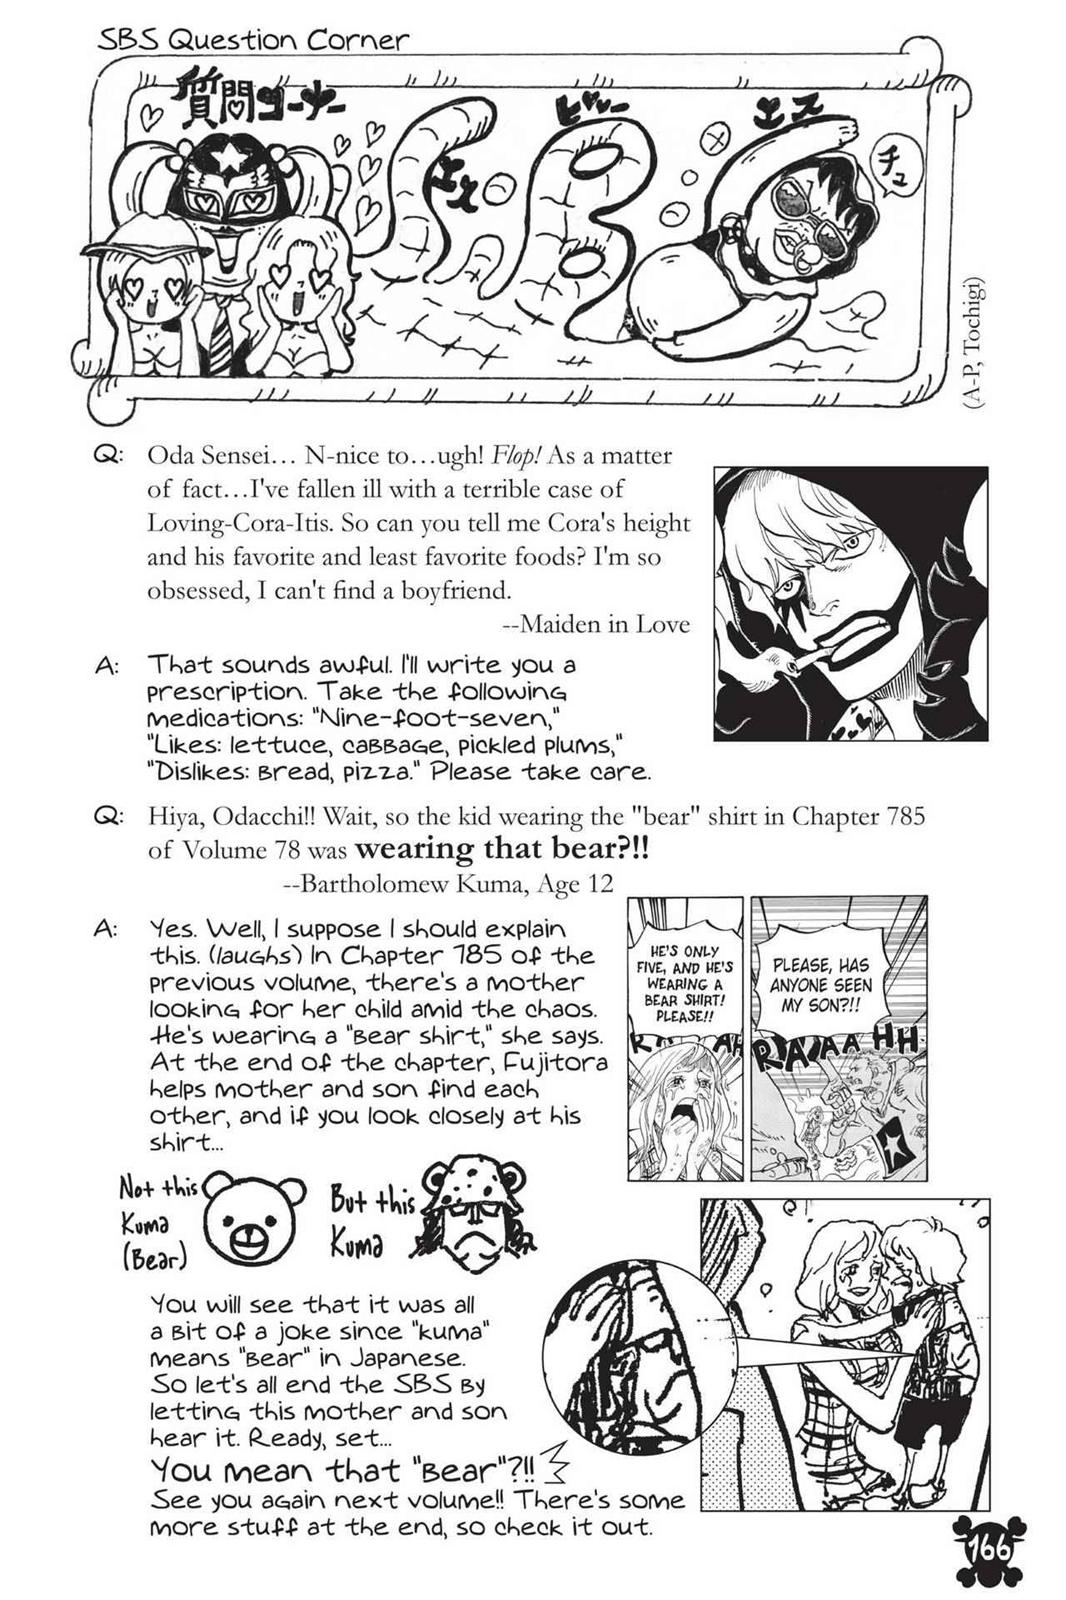 SBS Question Corner
質問コーナー
エス
ビー
エス
チュ
(A-P, Tochigi)
Q: Oda Sensei… N-nice to…ugh! Flop! As a matter
of fact…I've fallen ill with a terrible case of
Loving-Cora-Itis. So can you tell me Cora's height
and his favorite and least favorite foods? I'm so
obsessed, I can't find a boyfriend.
--Maiden in Love
A: That sounds awful. I'll write you a
prescription. Take the following
medications: "Nine-foot-seven,"
"Likes: lettuce, cabbage, pickled plums,"
"Dislikes: bread, pizza." Please take care.
Q: Hiya, Odacchi!! Wait, so the kid wearing the "bear" shirt in Chapter 785
of Volume 78 was wearing that bear?!!
--Bartholomew Kuma, Age 12
A: Yes. Well, I suppose I should explain
this. (laughs) In Chapter 785 of the
previous volume, there's a mother
looking for her child amid the chaos.
He's wearing a "bear shirt," she says.
At the end of the chapter, Fujitora
helps mother and son find each
other, and if you look closely at his
shirt…
HE'S ONLY
FIVE, AND HE'S
WEARING A
BEAR SHIRT!
PLEASE!!
PLEASE, HAS
ANYONE SEEN
MY SON?!!
RAAAA HH
Not this
Kuma
(Bear)
But this
Kuma
You will see that it was all
a bit of a joke since "kuma"
means "bear" in Japanese.
So let's all end the SBS by
letting this mother and son
hear it. Ready, set…
You mean that "bear"?!!
See you again next volume!! There's some
more stuff at the end, so check it out.
166